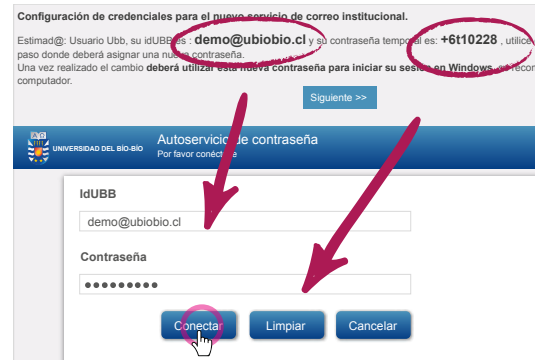 Configuración de credenciales para el nuevo servicio de correo institucional.
Estimad@: Usuario Ubb, su idUBB es : demo@ubiobio.cl y su contraseña temporal es: +6t10228 , utilice
paso donde deberá asignar una nueva contraseña.
Una vez realizado el cambio deberá utilizar esta nueva contraseña para iniciar su sesión en Windows,
computador.
Siguiente >>
UNIVERSIDAD DEL BÍO-BÍO
Autoservicio de contraseña
Por favor conéctese
IdUBB
demo@ubiobio.cl
Contraseña
Conectar
Limpiar
Cancelar